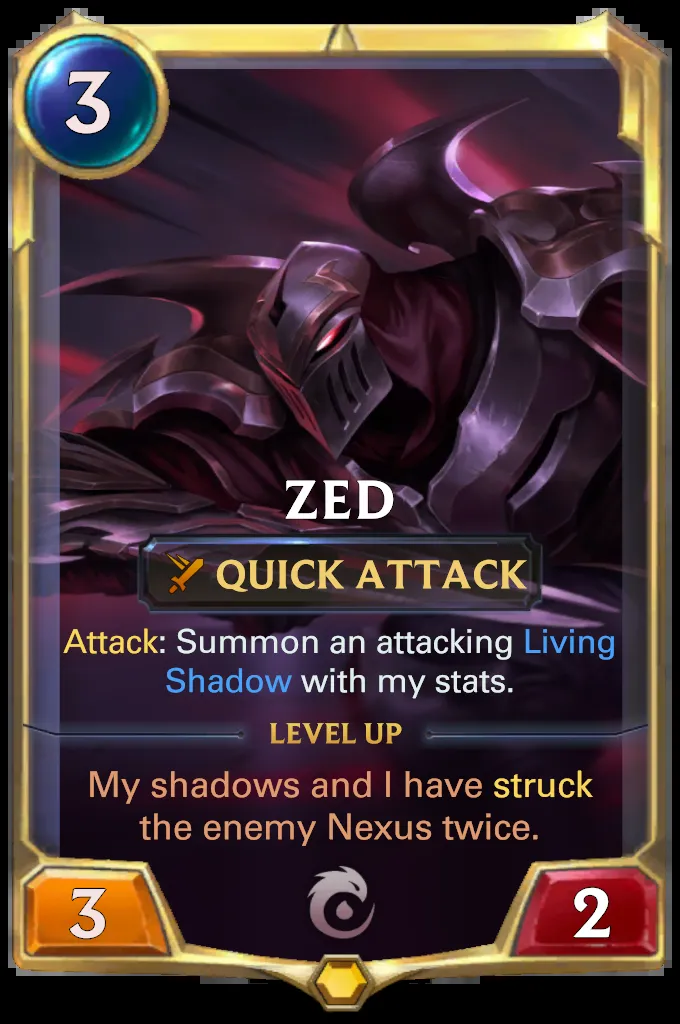 3
ZED
QUICK ATTACK
Attack: Summon an attacking Living
Shadow with my stats.
LEVEL UP
My shadows and I have struck
the enemy Nexus twice.
3
2